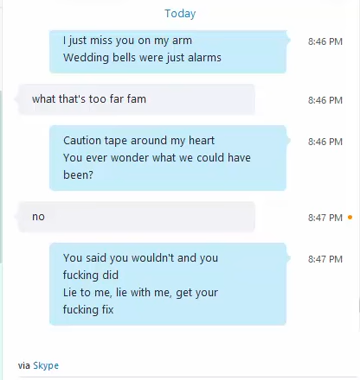 Today
I just miss you on my arm
Wedding bells were just alarms
8:46 PM
what that's too far fam
8:46 PM
Caution tape around my heart
8:46 PM
You ever wonder what we could have
been?
no
8:47 PM
You said you wouldn't and you
8:47 PM
fucking did
Lie to me, lie with me, get your
fucking fix
via Skype